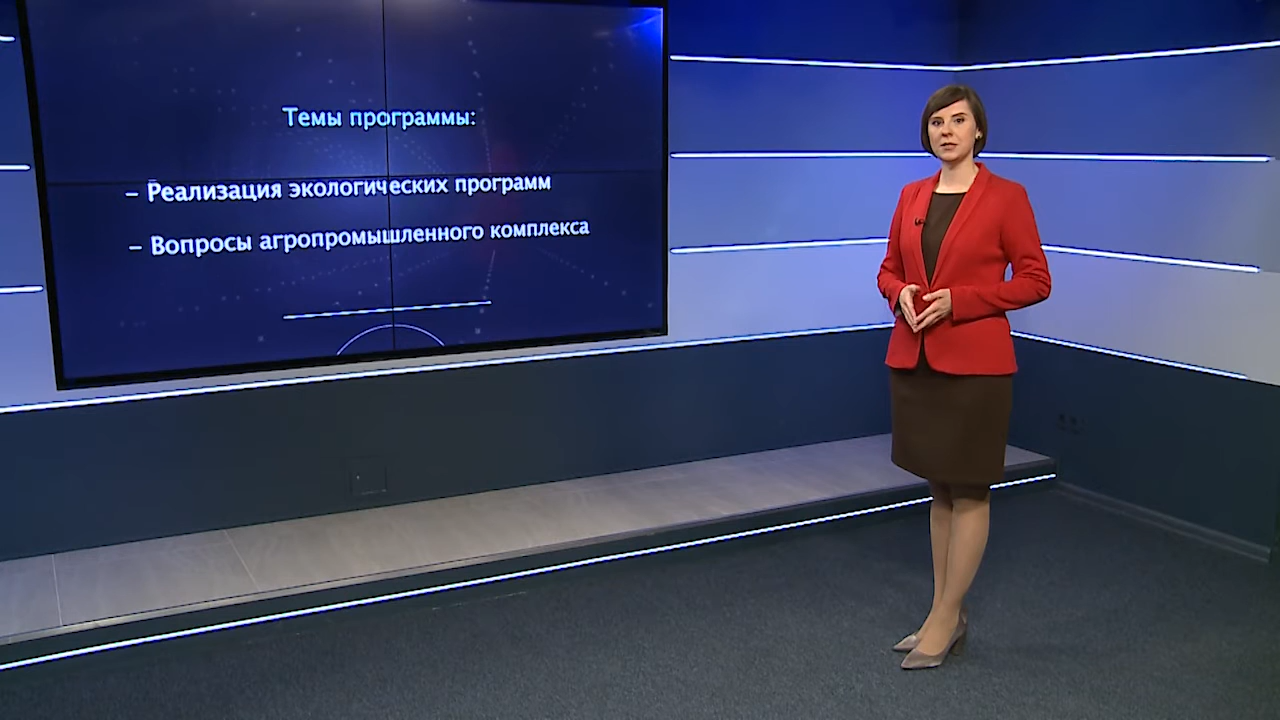 Темы программы:
– Реализация экологических программ
– Вопросы агропромышленного комплекса